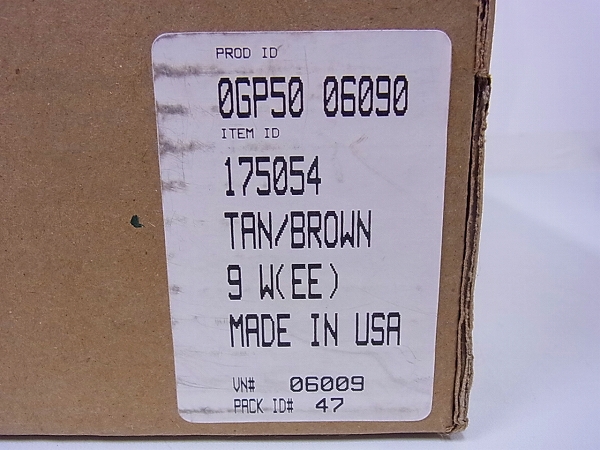 PROD ID
0GP50 06090
ITEM ID
175054
TAN/BROWN
9 W(EE)
MADE IN USA
VN# 06009
PACK ID# 47